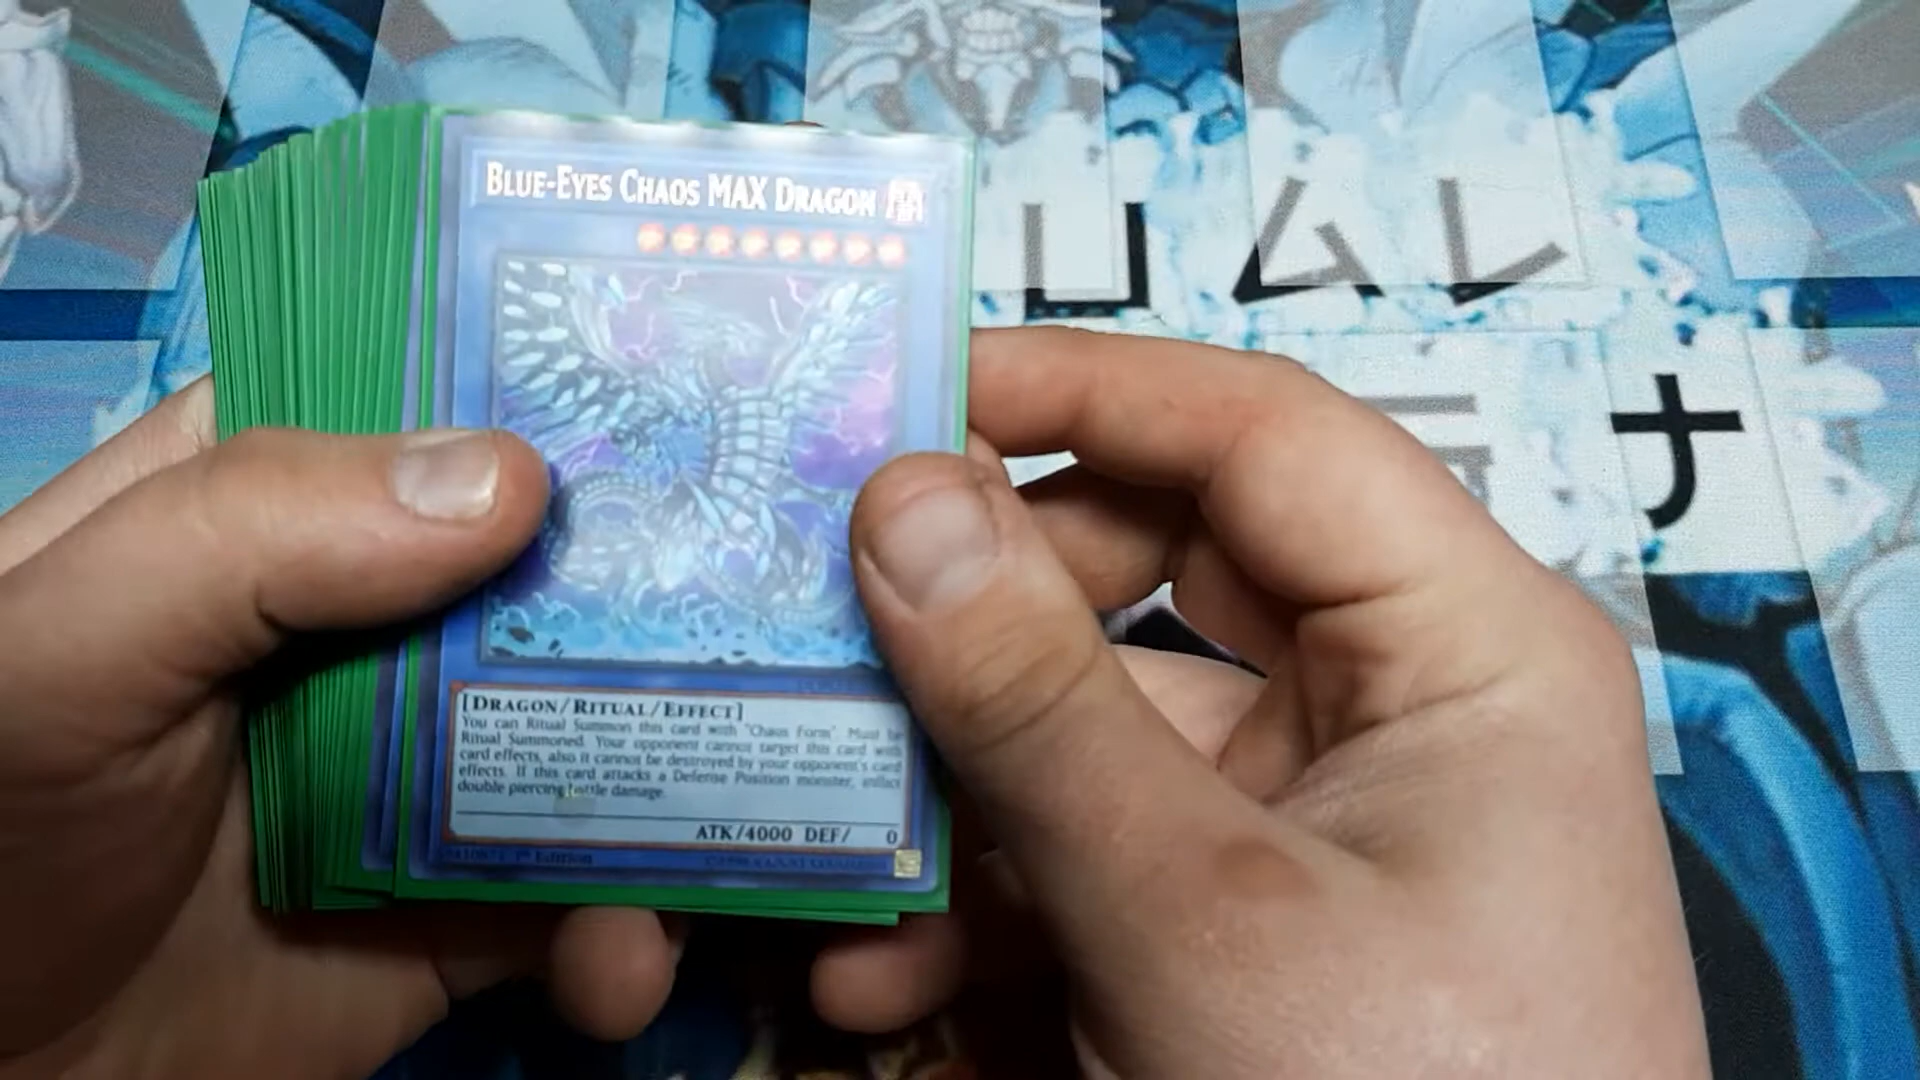 BLUE-EYES CHAOS MAX DRAGON
ロ ム レ
ナ
[DRAGON/RITUAL/EFFECT]
You can Ritual Summon this card with "Chaos Form". Must be
Ritual Summoned. Your opponent cannot target this card with
card effects, also it cannot be destroyed by your opponent's card
effects. If this card attacks a Defense Position monster, inflict
double piercing battle damage.
ATK/4000 DEF/ 0
1st Edition